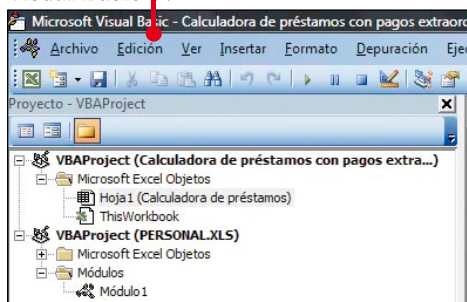 Microsoft Visual Basic - Calculadora de préstamos con pagos extraord
Archivo Edición Ver Insertar Formato Depuración Eje
Proyecto - VBAProject
VBAProject (Calculadora de préstamos con pagos extra...)
Microsoft Excel Objetos
Hoja1 (Calculadora de préstamos)
ThisWorkbook
VBAProject (PERSONAL.XLS)
Microsoft Excel Objetos
Módulos
Módulo1